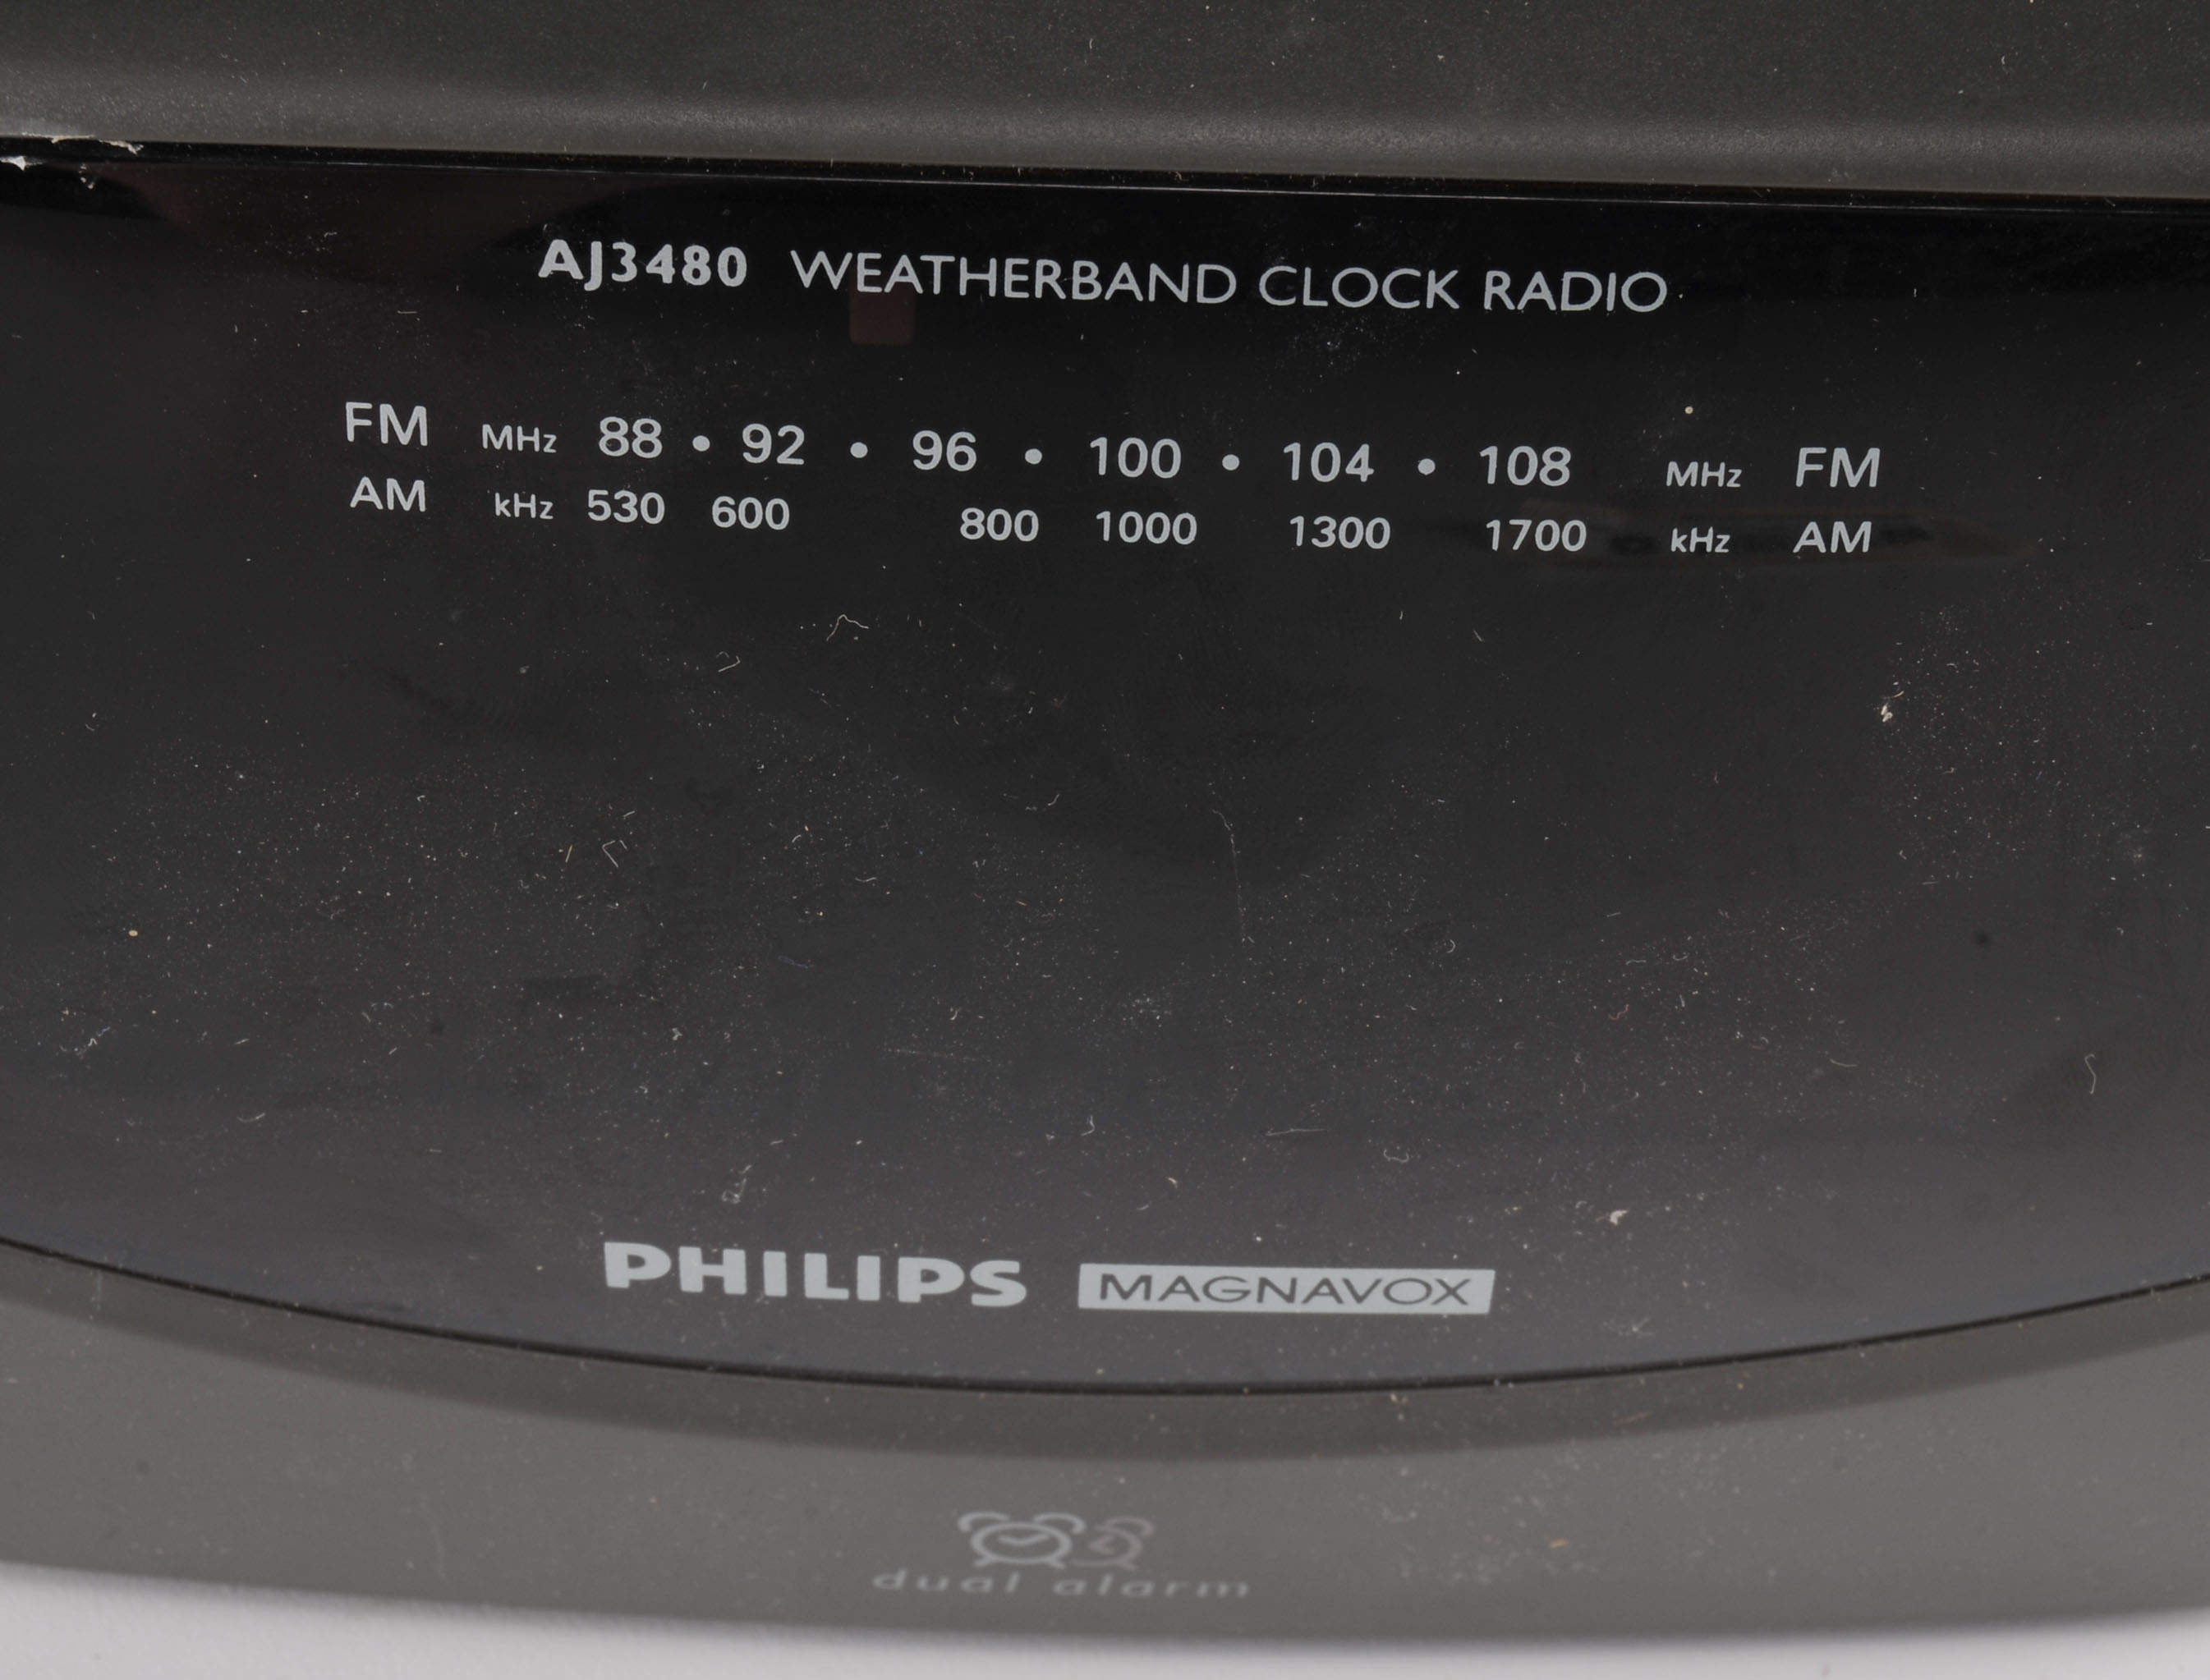 AJ3480 WEATHERBAND CLOCK RADIO
FM MHz 88 • 92 • 96 • 100 • 104 • 108 MHz FM
AM kHz 530 600 800 1000 1300 1700 kHz AM
PHILIPS MAGNAVOX
dual alarm